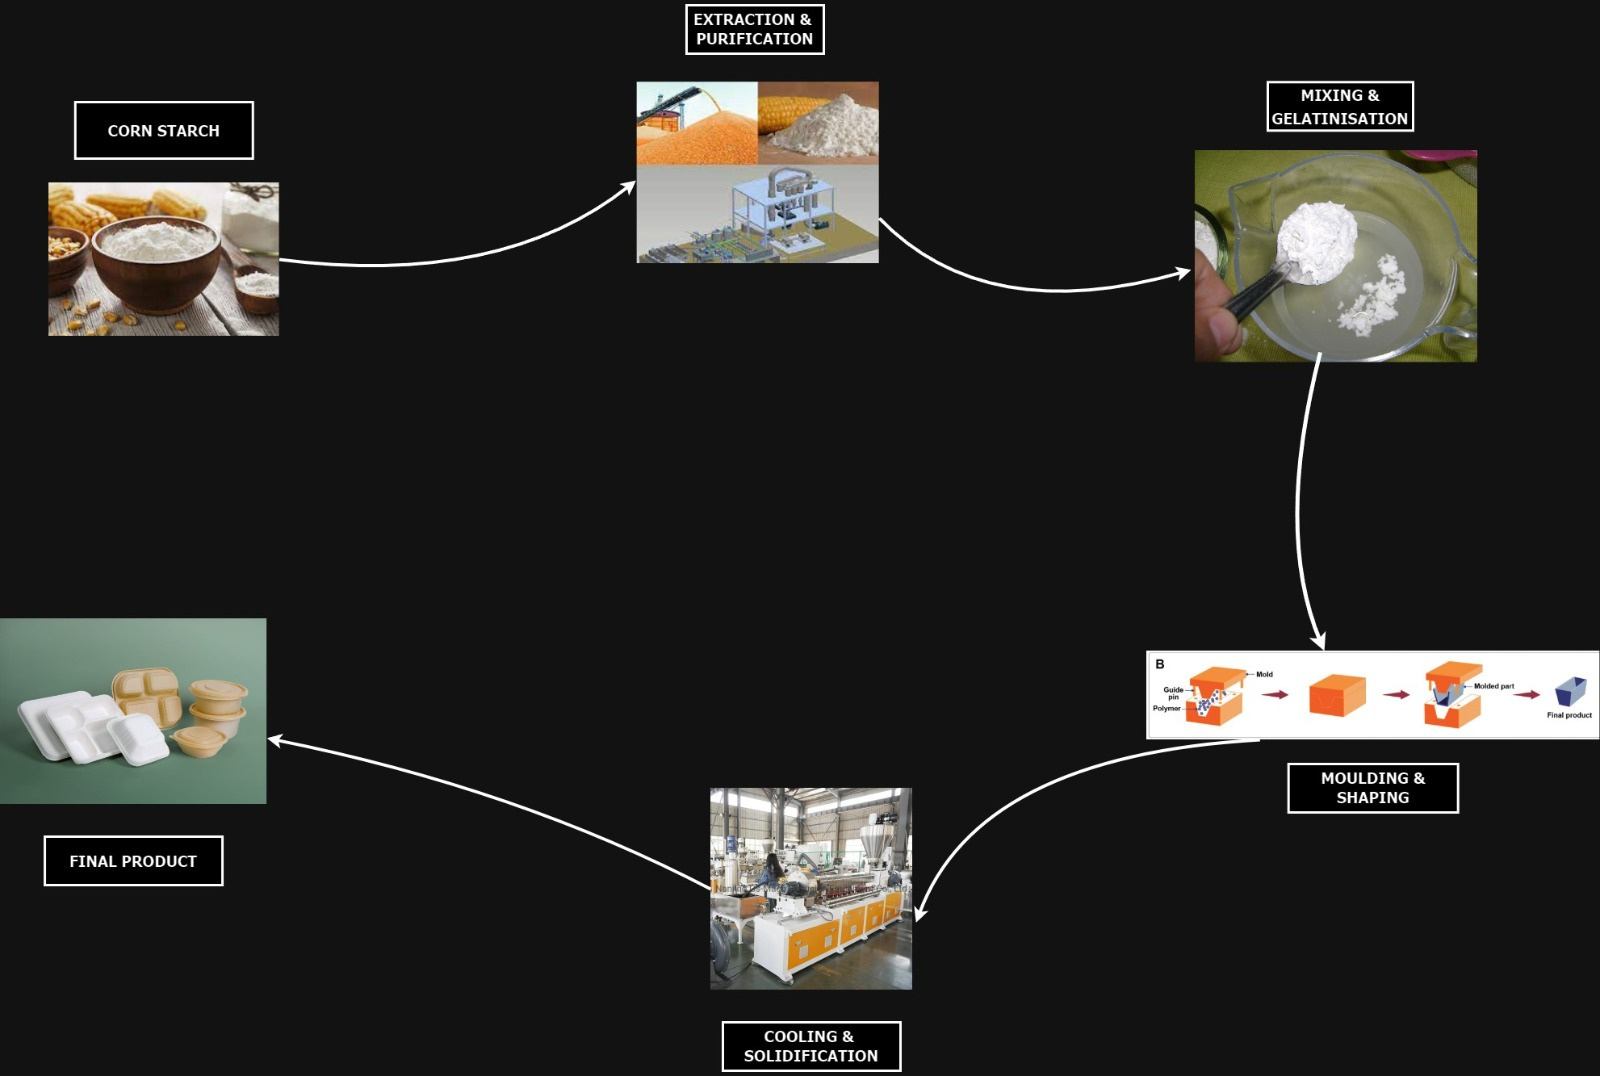 EXTRACTION &
PURIFICATION
CORN STARCH
MIXING &
GELATINISATION
B
Mold
Guide
pin
Polymer
Molded part
Final product
MOULDING &
SHAPING
FINAL PRODUCT
COOLING &
SOLIDIFICATION